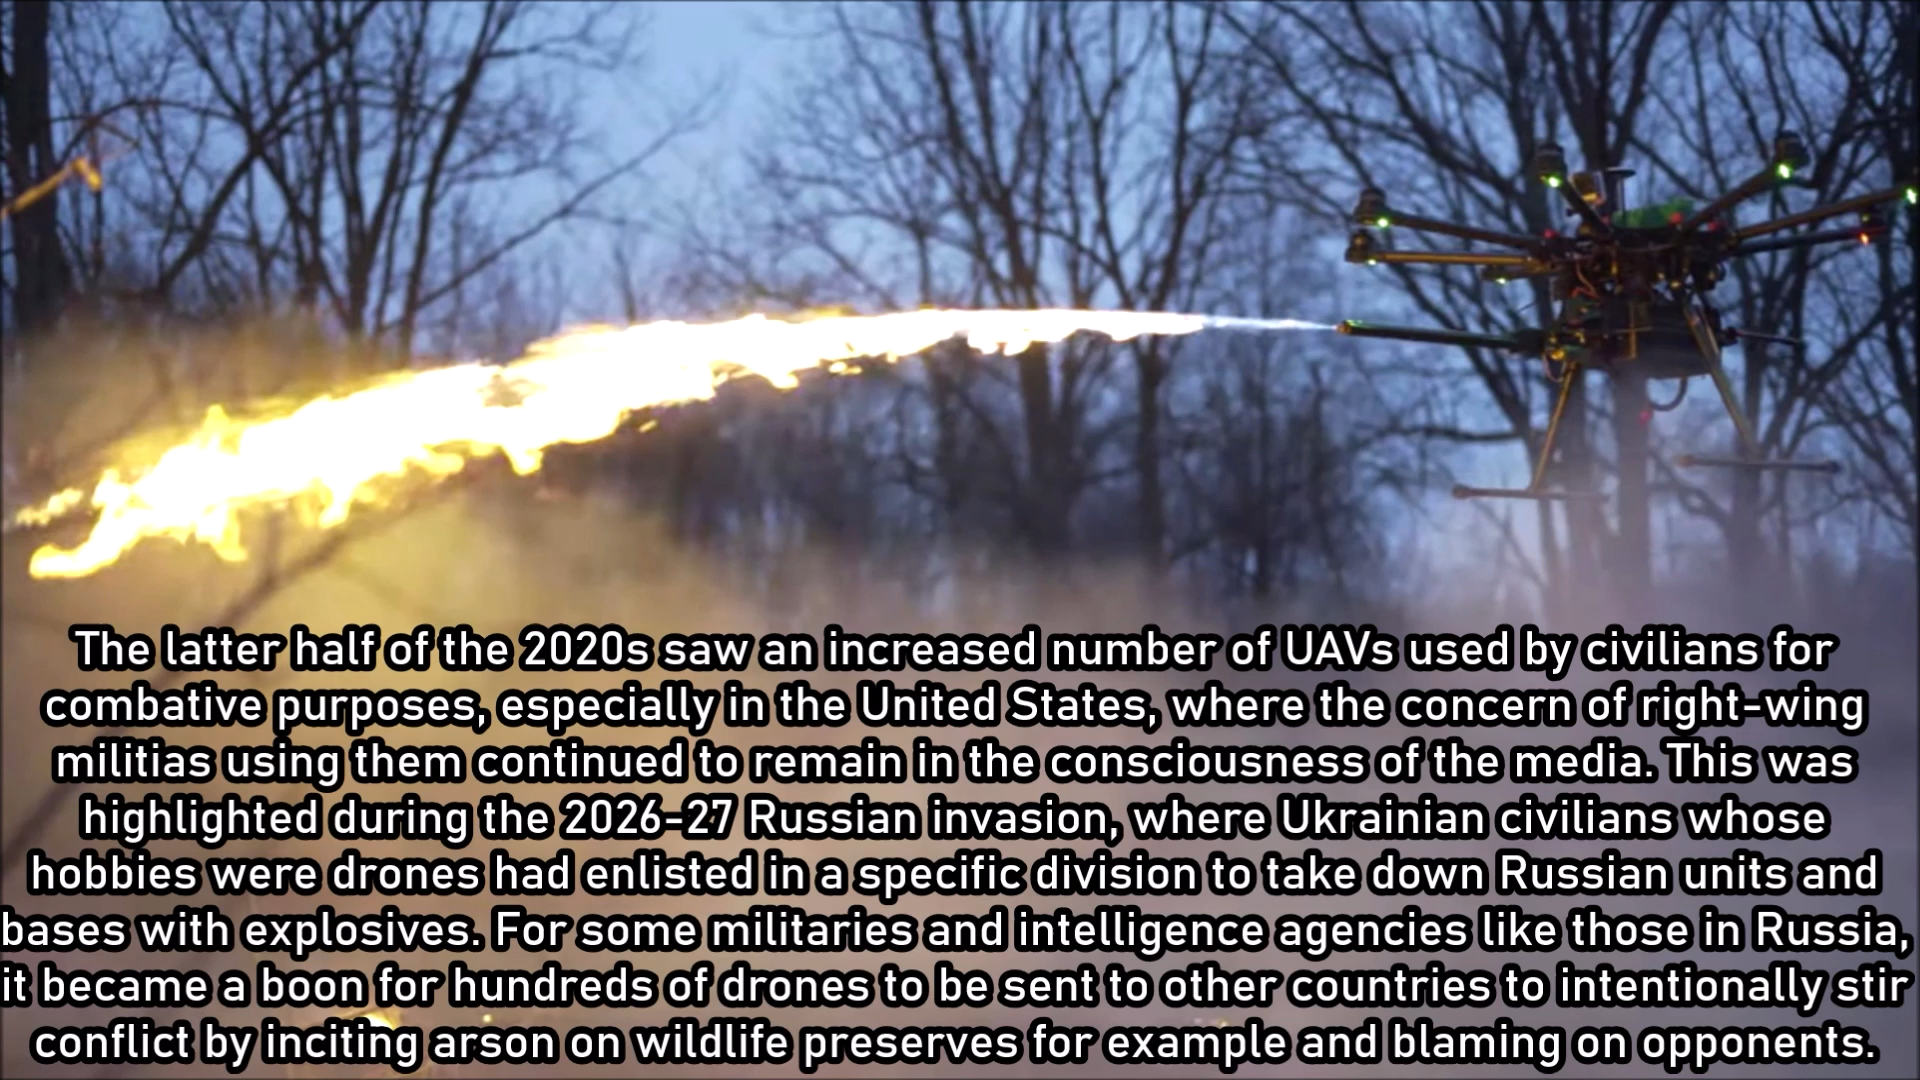 The latter half of the 2020s saw an increased number of UAVs used by civilians for
combative purposes, especially in the United States, where the concern of right-wing
militias using them continued to remain in the consciousness of the media. This was
highlighted during the 2026-27 Russian invasion, where Ukrainian civilians whose
hobbies were drones had enlisted in a specific division to take down Russian units and
bases with explosives. For some militaries and intelligence agencies like those in Russia,
it became a boon for hundreds of drones to be sent to other countries to intentionally stir
conflict by inciting arson on wildlife preserves for example and blaming on opponents.